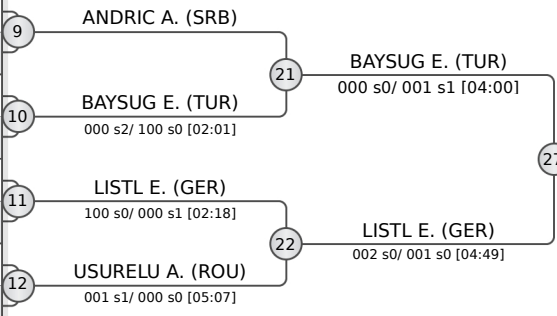 9
ANDRIC A. (SRB)
21
BAYSUG E. (TUR)
000 s0/ 001 s1 [04:00]
10
BAYSUG E. (TUR)
000 s2/ 100 s0 [02:01]
27
11
LISTL E. (GER)
100 s0/ 000 s1 [02:18]
22
LISTL E. (GER)
002 s0/ 001 s0 [04:49]
12
USURELU A. (ROU)
001 s1/ 000 s0 [05:07]